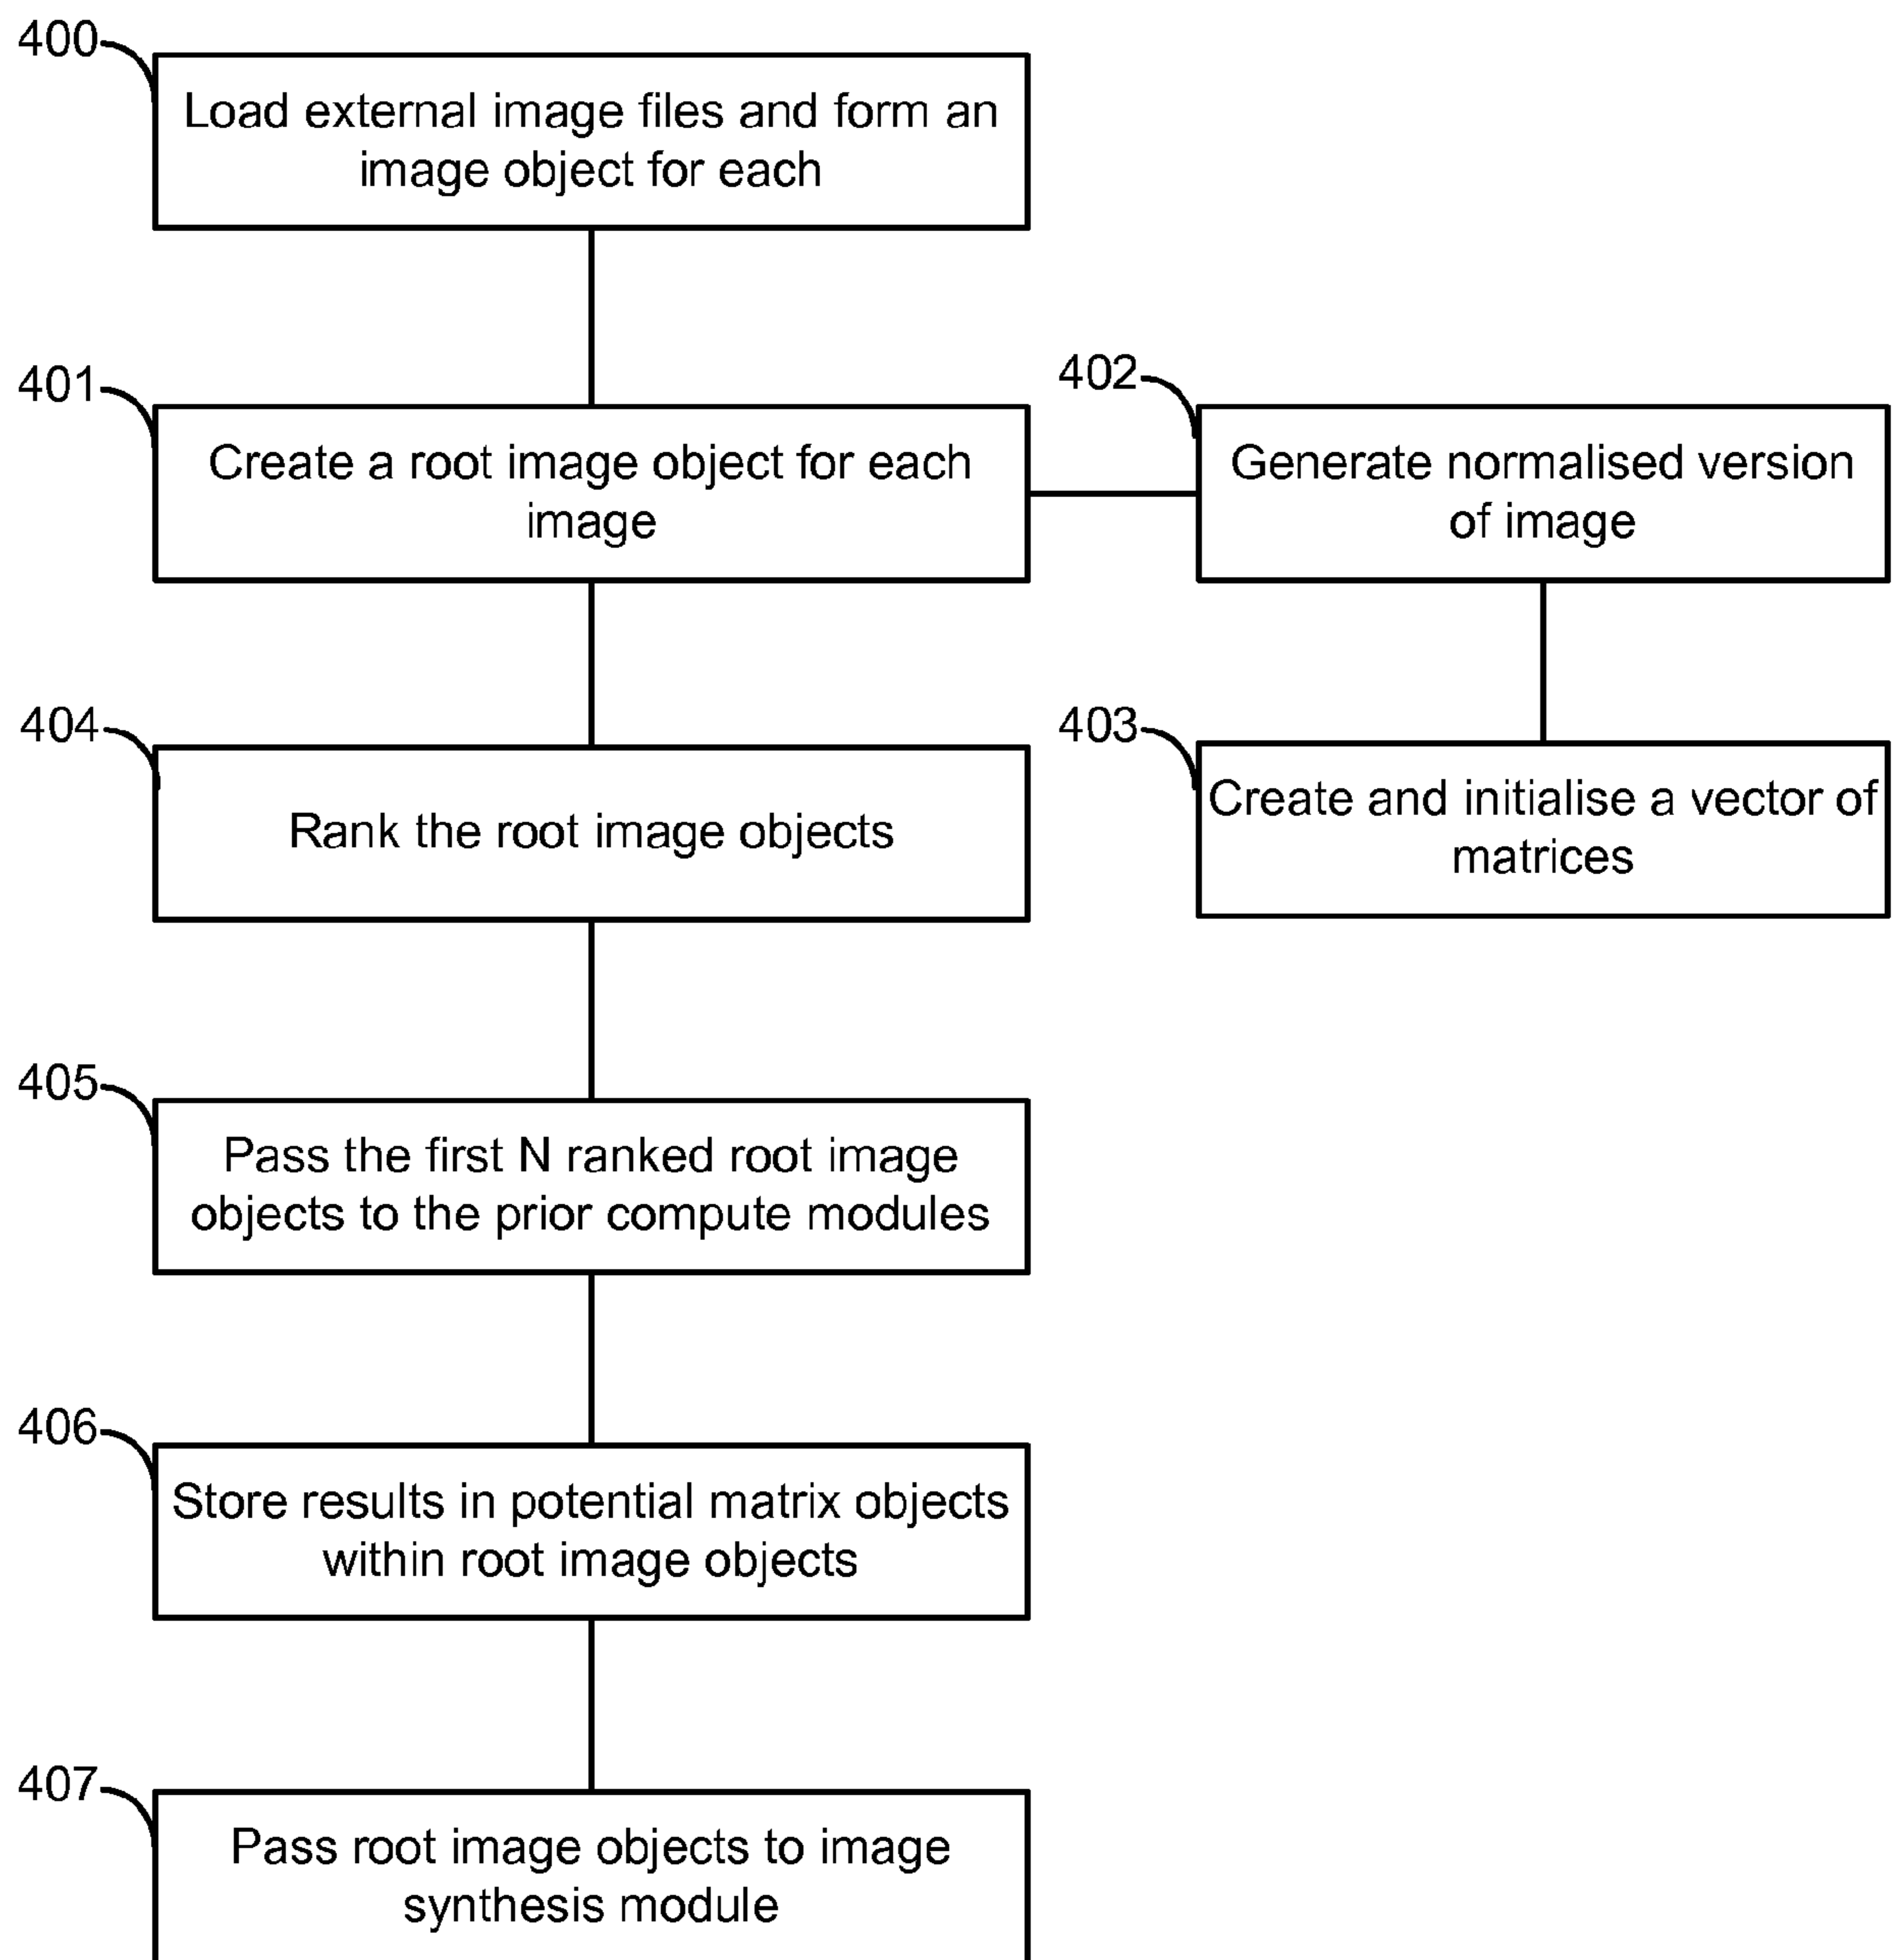 400
Load external image files and form an
image object for each
401
Create a root image object for each
image
402
Generate normalised version
of image
403
Create and initialise a vector of
matrices
404
Rank the root image objects
405
Pass the first N ranked root image
objects to the prior compute modules
406
Store results in potential matrix objects
within root image objects
407
Pass root image objects to image
synthesis module